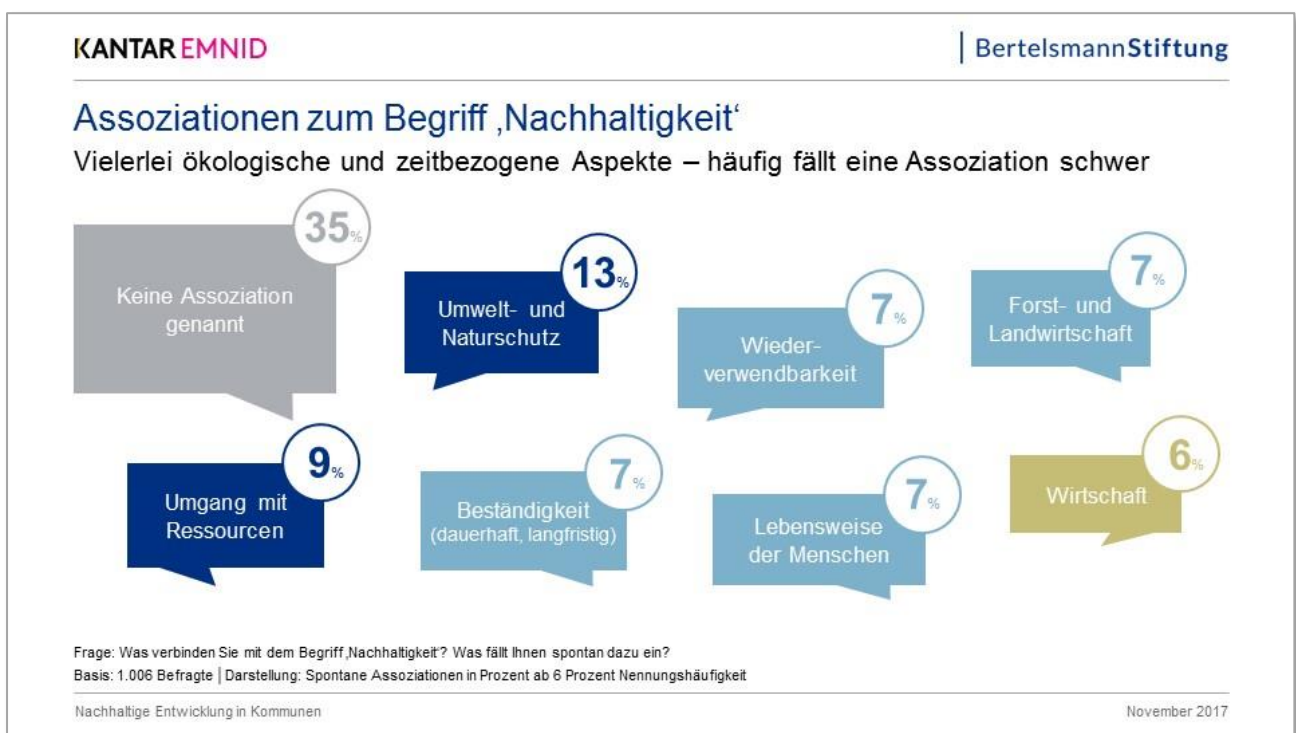 KANTAR EMNID
BertelsmannStiftung
Assoziationen zum Begriff ‚Nachhaltigkeit‘
Vielerlei ökologische und zeitbezogene Aspekte – häufig fällt eine Assoziation schwer
35%
Keine Assoziation
genannt
13%
Umwelt- und
Naturschutz
7%
Wieder-
verwendbarkeit
7%
Forst- und
Landwirtschaft
9%
Umgang mit
Ressourcen
7%
Beständigkeit
(dauerhaft, langfristig)
7%
Lebensweise
der Menschen
6%
Wirtschaft
Frage: Was verbinden Sie mit dem Begriff ‚Nachhaltigkeit‘? Was fällt Ihnen spontan dazu ein?
Basis: 1.006 Befragte | Darstellung: Spontane Assoziationen in Prozent ab 6 Prozent Nennungshäufigkeit
Nachhaltige Entwicklung in Kommunen
November 2017